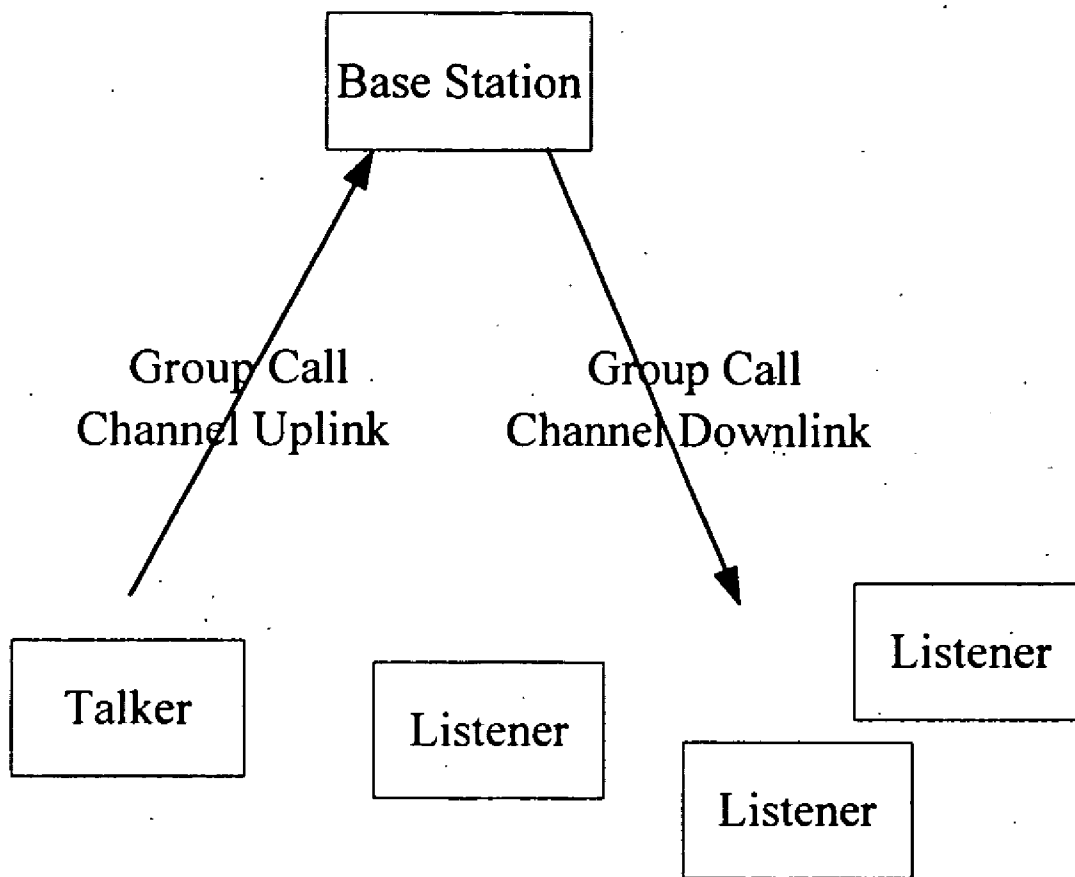 Base Station
Group Call
Channel Uplink
Group Call
Channel Downlink
Talker
Listener
Listener
Listener